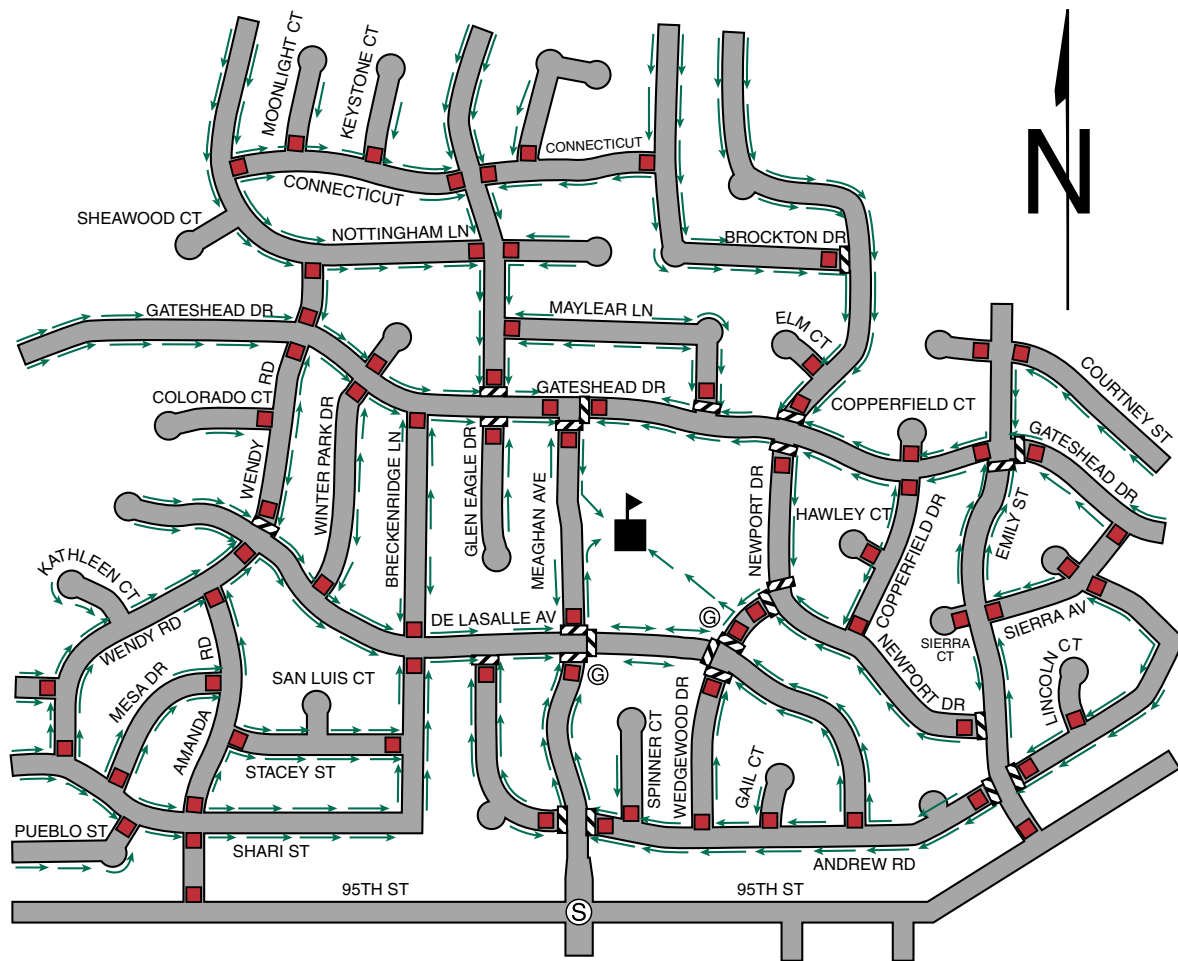 MOONLIGHT CT
KEYSTONE CT
CONNECTICUT
CONNECTICUT
N
SHEAWOOD CT
NOTTINGHAM LN
BROCKTON DR
GATESHEAD DR
MAYLEAR LN
ELM CT
COURTNEY ST
COLORADO CT
WENDY RD
WINTER PARK DR
BRECKENRIDGE LN
GATESHEAD DR
GLEN EAGLE DR
MEAGHAN AVE
COPPERFIELD CT
GATESHEAD DR
NEWPORT DR
HAWLEY CT
COPPERFIELD DR
EMILY ST
KATHLEEN CT
WENDY RD
DE LASALLE AV
G
G
SIERRA AV
SIERRA
CT
MESA DR
AMANDA RD
SAN LUIS CT
STACEY ST
SPINNER CT
WEDGEWOOD DR
GAIL CT
NEWPORT DR
LINCOLN CT
PUEBLO ST
SHARI ST
ANDREW RD
95TH ST
S
95TH ST